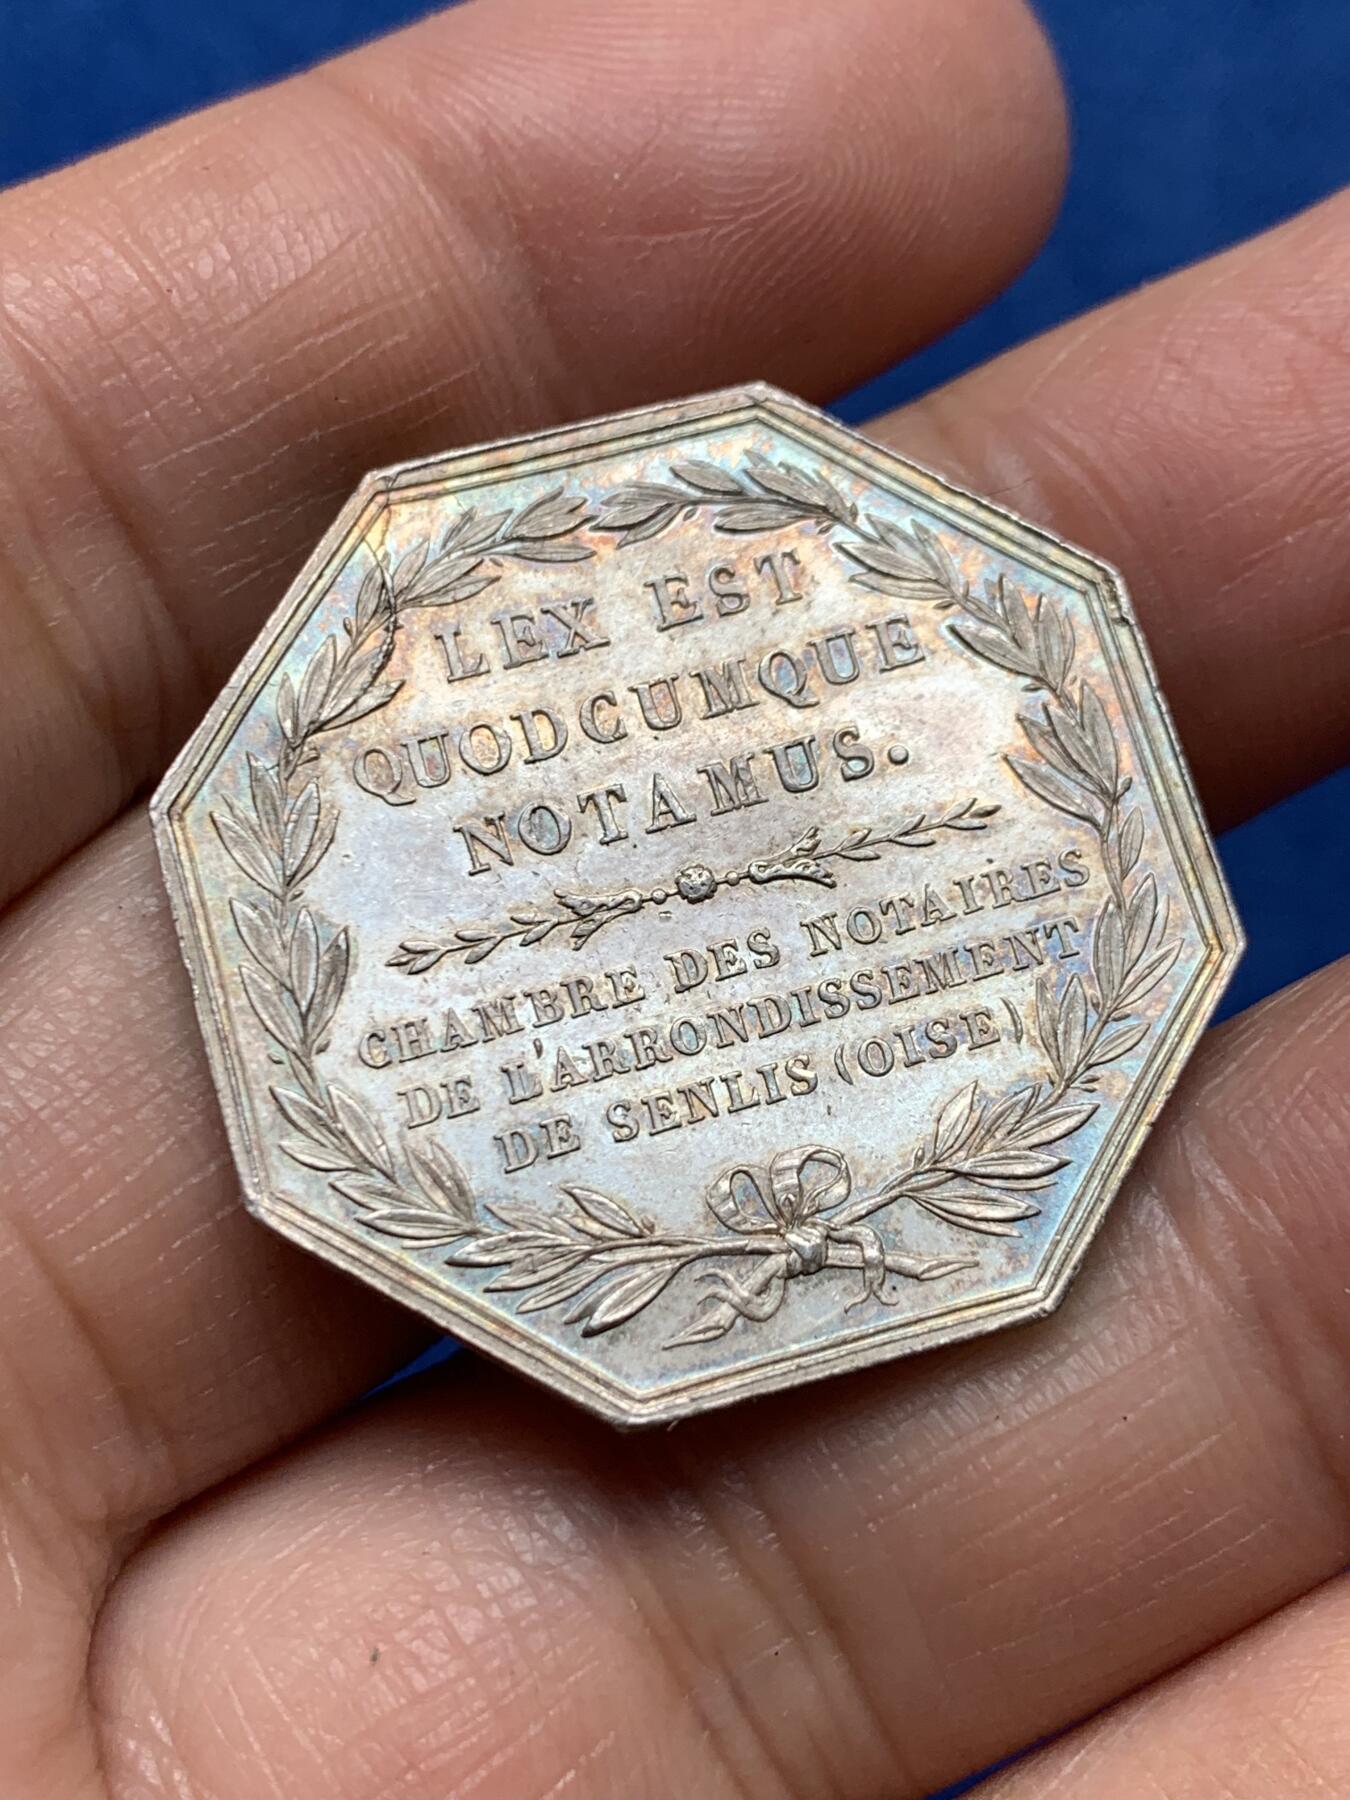 LEX EST
QUODCUMQUE
NOTAMUS.
CHAMBRE DES NOTAIRES
DE L'ARRONDISSEMENT
DE SENLIS (OISE)